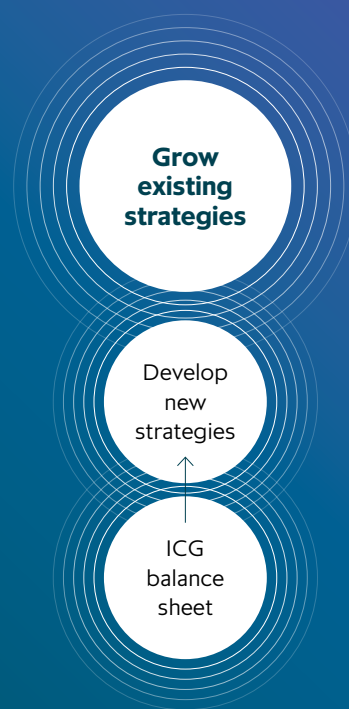 Grow
existing
strategies
Develop
new
strategies
ICG
balance
sheet